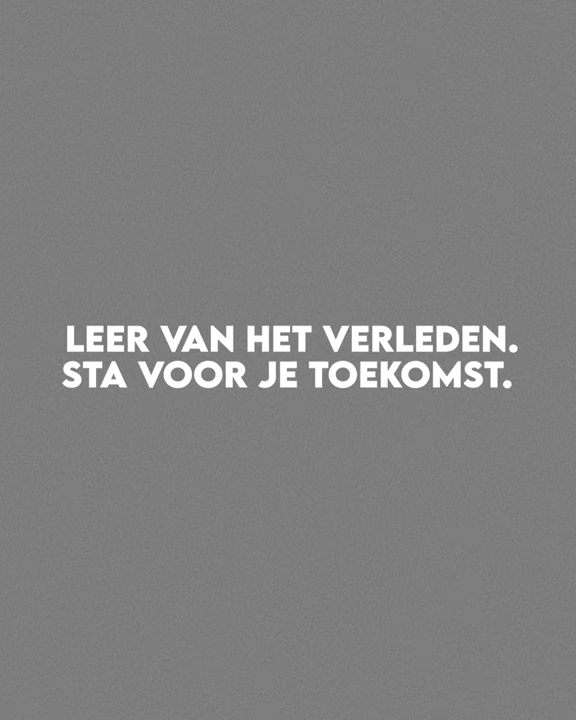 LEER VAN HET VERLEDEN.
STA VOOR JE TOEKOMST.